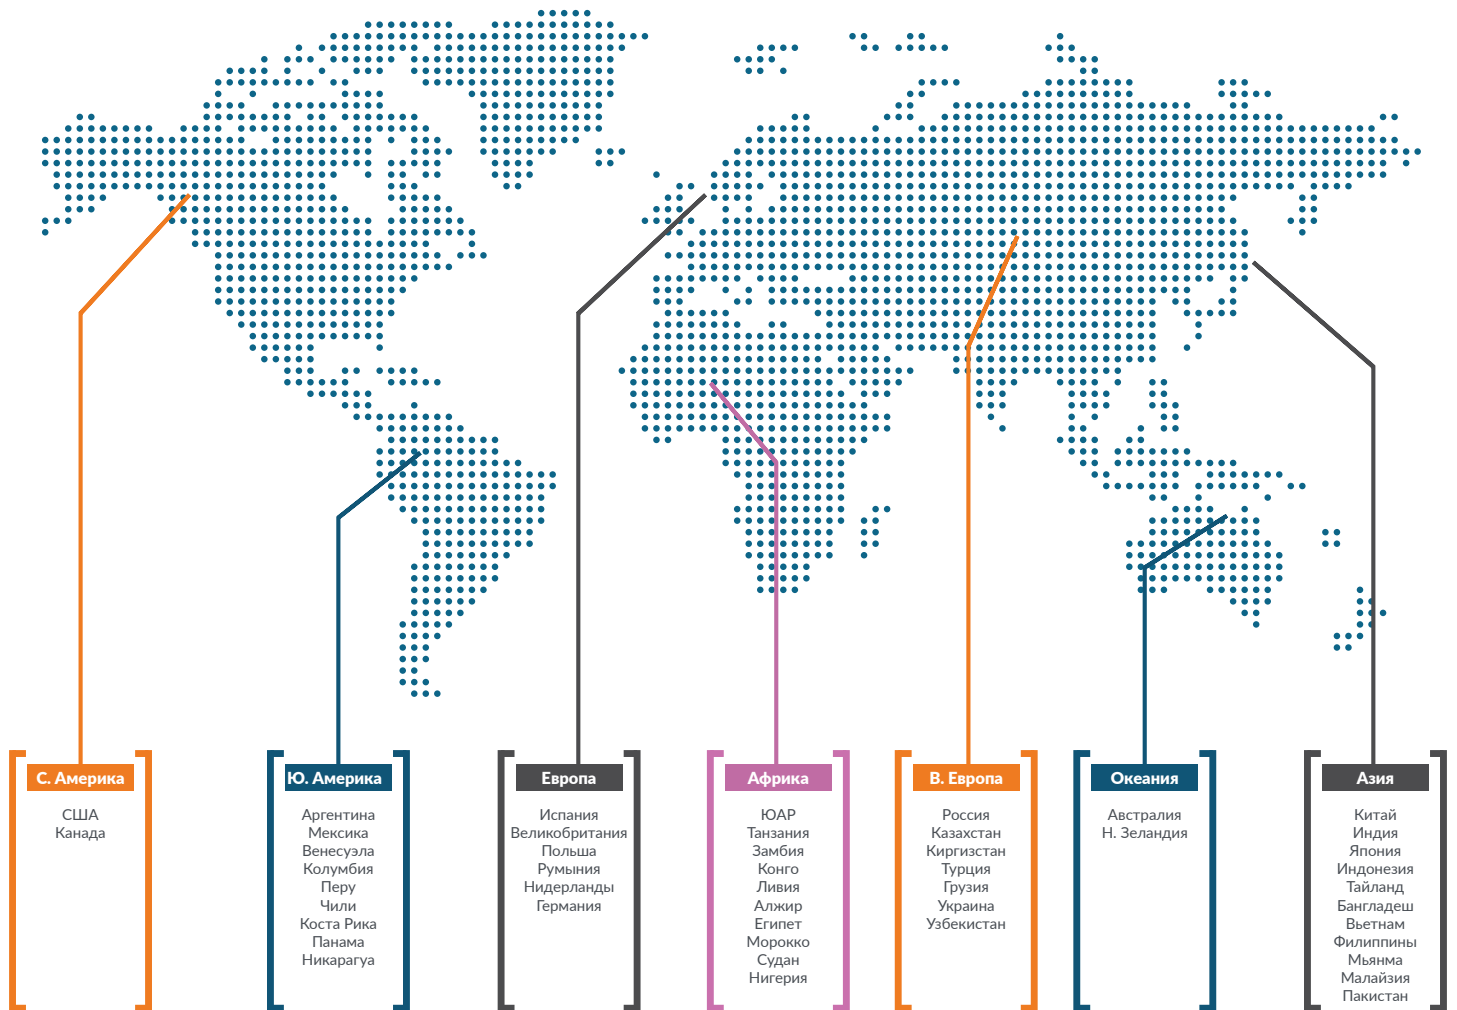 С. Америка
США
Канада
Ю. Америка
Аргентина
Мексика
Венесуэла
Колумбия
Перу
Чили
Коста Рика
Панама
Никарагуа
Европа
Испания
Великобритания
Польша
Румыния
Нидерланды
Германия
Африка
ЮАР
Танзания
Замбия
Конго
Ливия
Алжир
Египет
Морокко
Судан
Нигерия
В. Европа
Россия
Казахстан
Киргизстан
Турция
Грузия
Украина
Узбекистан
Океания
Австралия
Н. Зеландия
Азия
Китай
Индия
Япония
Индонезия
Тайланд
Бангладеш
Вьетнам
Филиппины
Мьянма
Малайзия
Пакистан